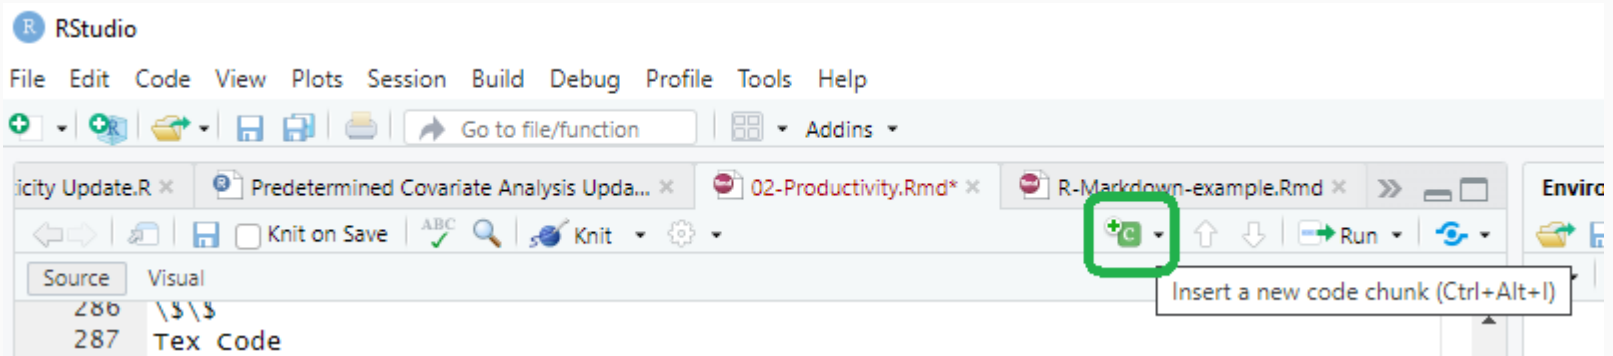 R RStudio
File Edit Code View Plots Session Build Debug Profile Tools Help
R Go to file/function Addins
icity Update.R × R Predetermined Covariate Analysis Upda... × 02-Productivity.Rmd* × R-Markdown-example.Rmd × Enviro
Knit on Save ABC Knit C Run
Source Visual
Insert a new code chunk (Ctrl+Alt+I)
286 \$\$
287 Tex Code